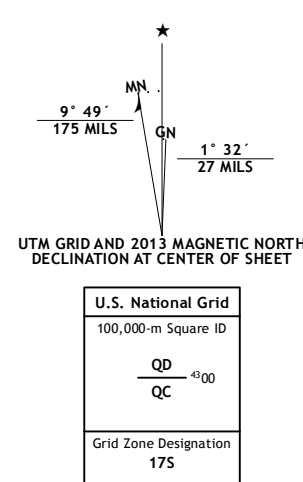 ★
MN
9° 49´
175 MILS
GN
1° 32´
27 MILS
UTM GRID AND 2013 MAGNETIC NORTH
DECLINATION AT CENTER OF SHEET
U.S. National Grid
100,000-m Square ID
QD
4300
QC
Grid Zone Designation
17S